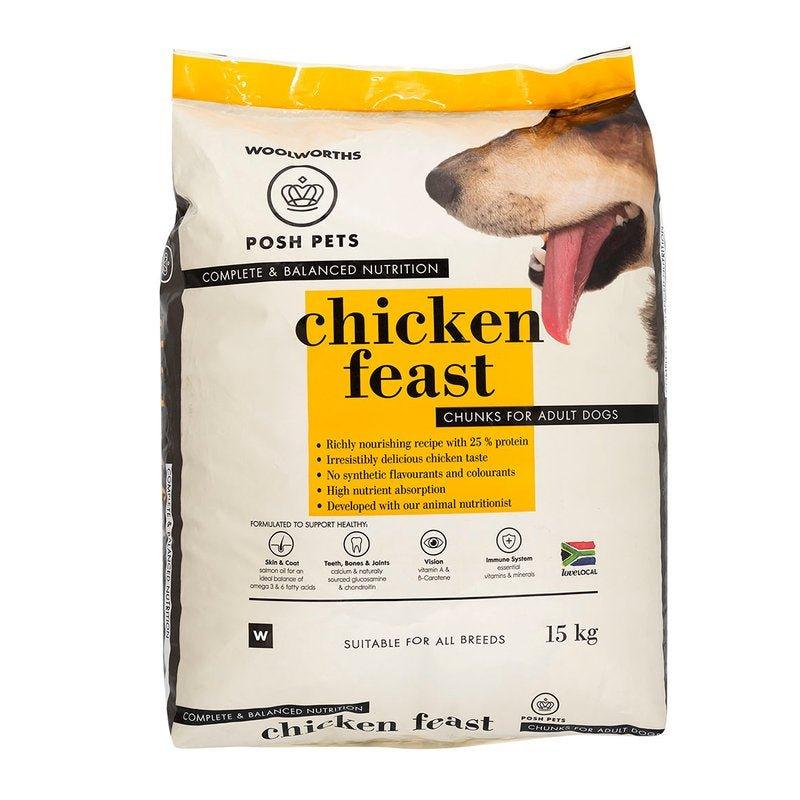 WOOLWORTHS
POSH PETS
COMPLETE & BALANCED NUTRITION
chicken
feast
CHUNKS FOR ADULT DOGS
• Richly nourishing recipe with 25 % protein
• Irresistibly delicious chicken taste
• No synthetic flavourants and colourants
• High nutrient absorption
• Developed with our animal nutritionist
FORMULATED TO SUPPORT HEALTHY:
Skin & Coat
salmon oil for an
ideal balance of
omega 3 & 6 fatty acids
Teeth, Bones & Joints
calcium & naturally
sourced glucosamine
& chondroitin
Vision
vitamin A &
ß-Carotene
Immune System
essential
vitamins & minerals
loveLOCAL
W
SUITABLE FOR ALL BREEDS
15 kg
COMPLETE & BALANCED NUTRITION
chicken feast
POSH PETS
CHUNKS FOR ADULT DOGS
COMPLETE & BALANCED NUTRITION